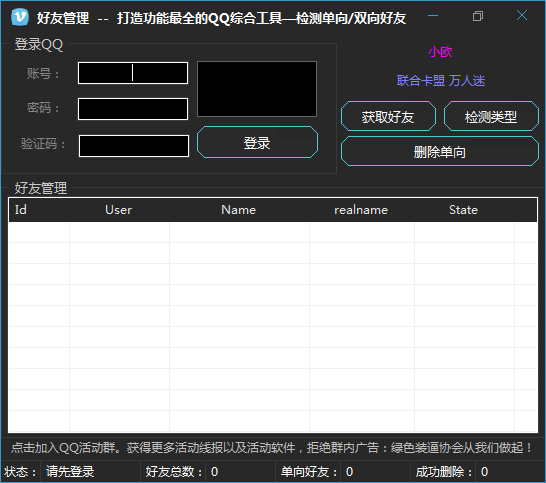 好友管理 -- 打造功能最全的QQ综合工具—检测单向/双向好友
登录QQ
账号：
密码：
验证码：
登录
小欧
联合卡盟 万人迷
获取好友
检测类型
删除单向
好友管理
Id User Name realname State
点击加入QQ活动群。获得更多活动线报以及活动软件，拒绝群内广告：绿色装逼协会从我们做起！
状态： 请先登录 好友总数： 0 单向好友： 0 成功删除： 0